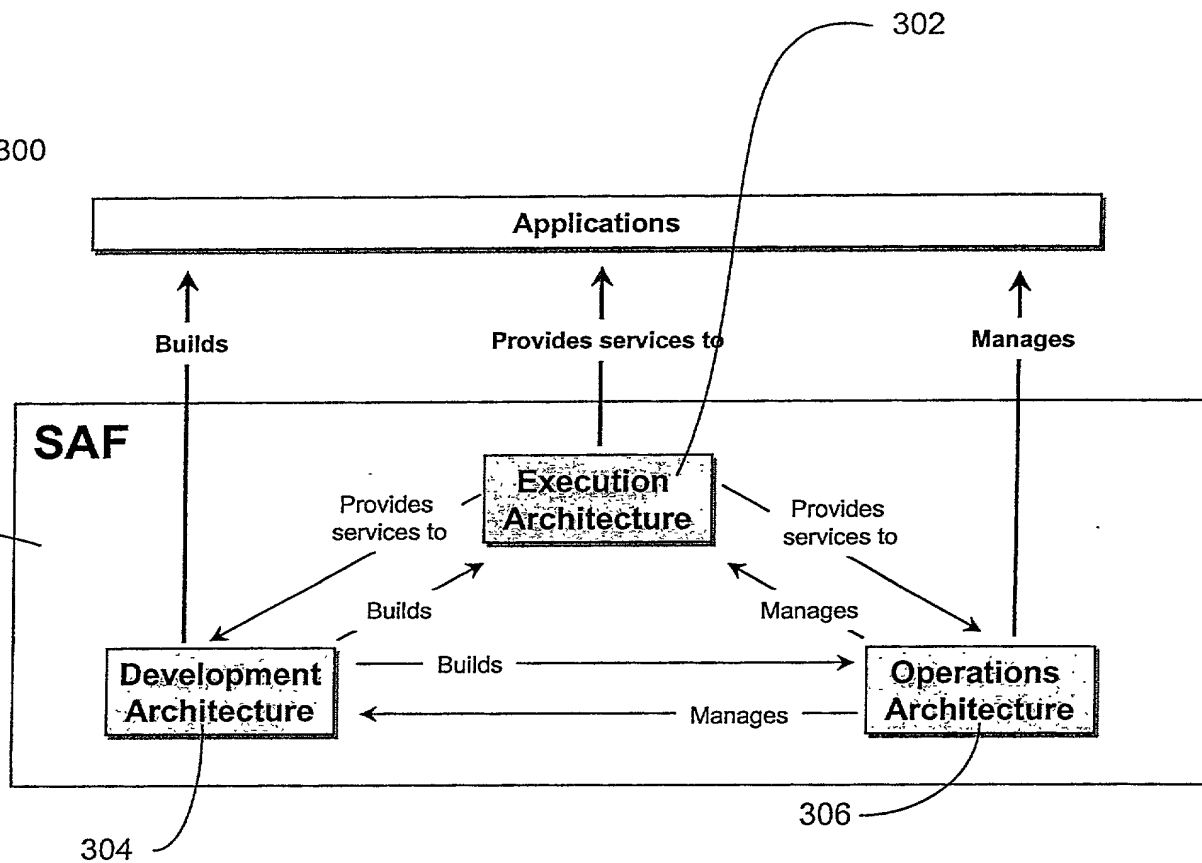 302
300
Applications
Builds
Provides services to
Manages
SAF
Execution
Architecture
Provides
services to
Provides
services to
Builds
Manages
Development
Architecture
Builds
Manages
Operations
Architecture
304
306